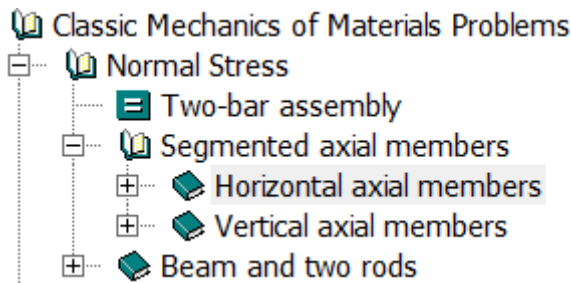 Classic Mechanics of Materials Problems
Normal Stress
Two-bar assembly
Segmented axial members
Horizontal axial members
Vertical axial members
Beam and two rods